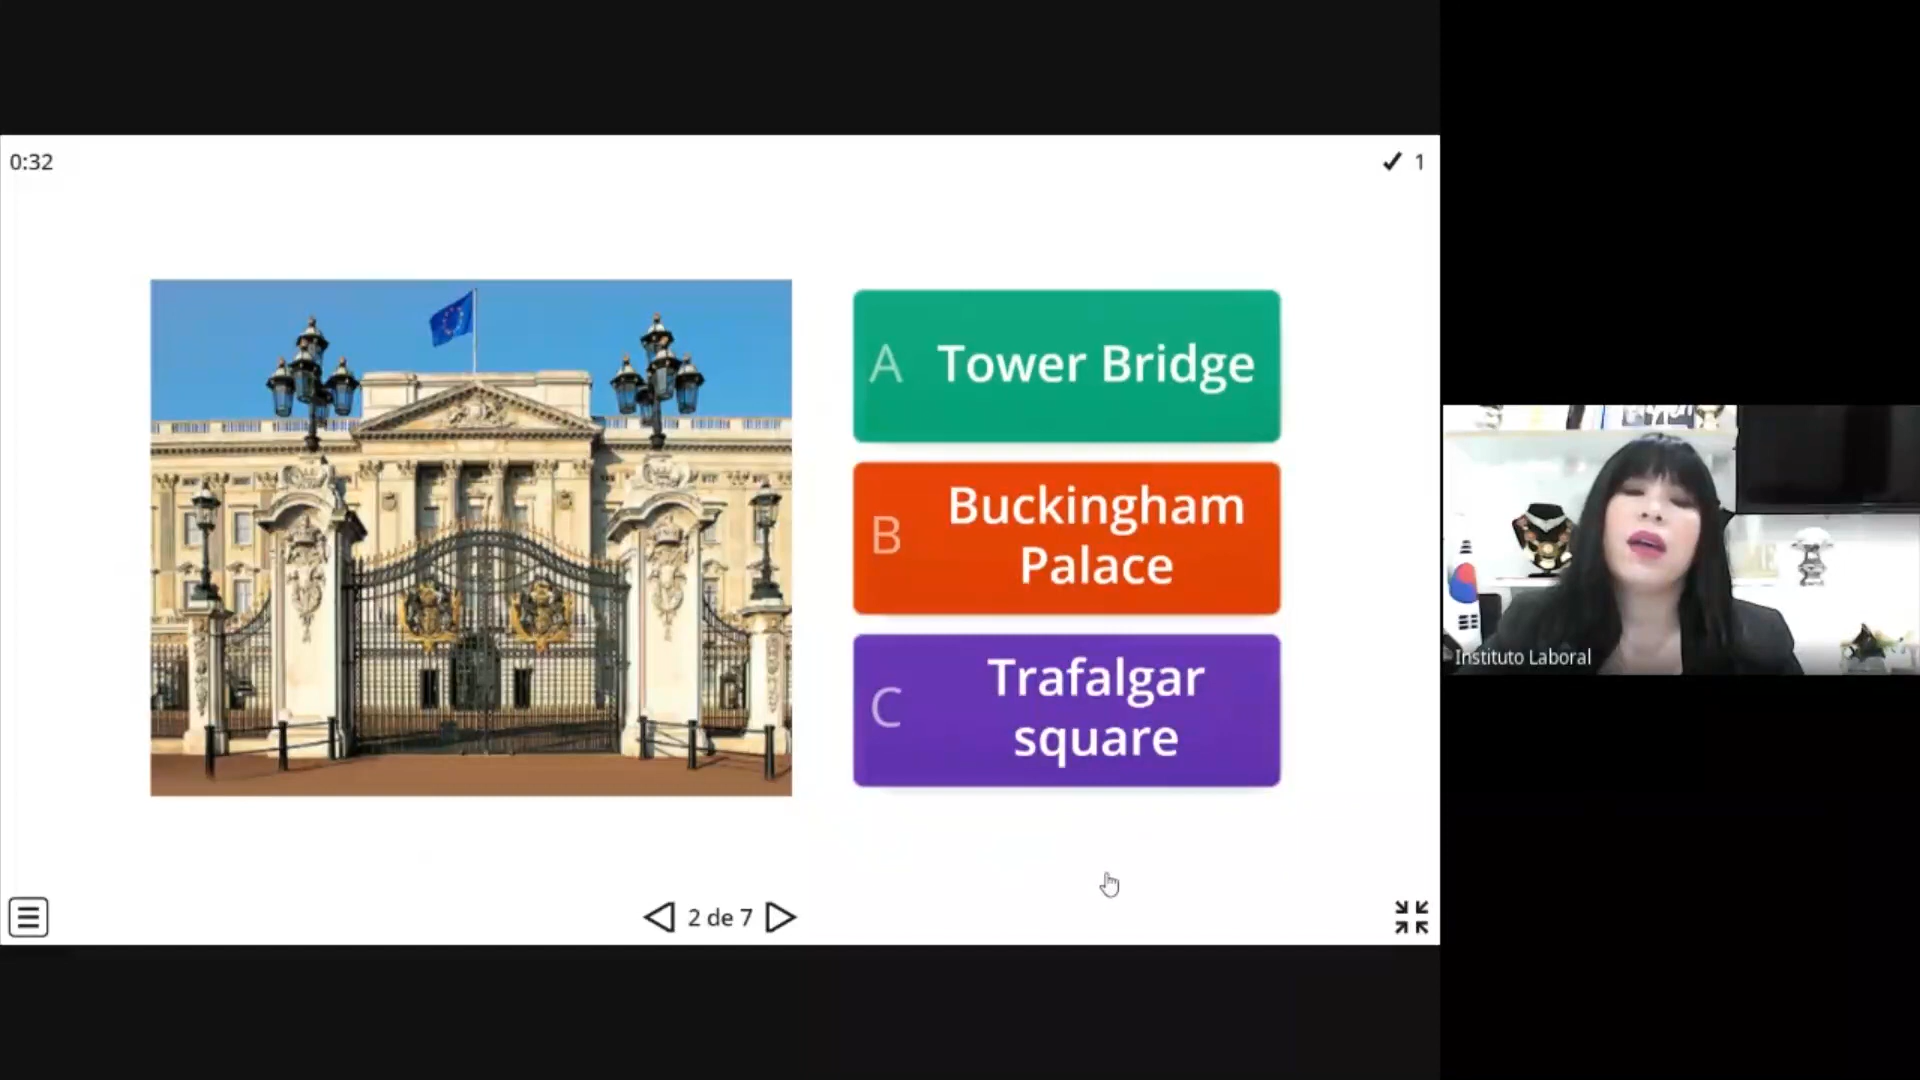 0:32
✓ 1
A Tower Bridge
B Buckingham
Palace
C Trafalgar
square
2 de 7
Instituto Laboral